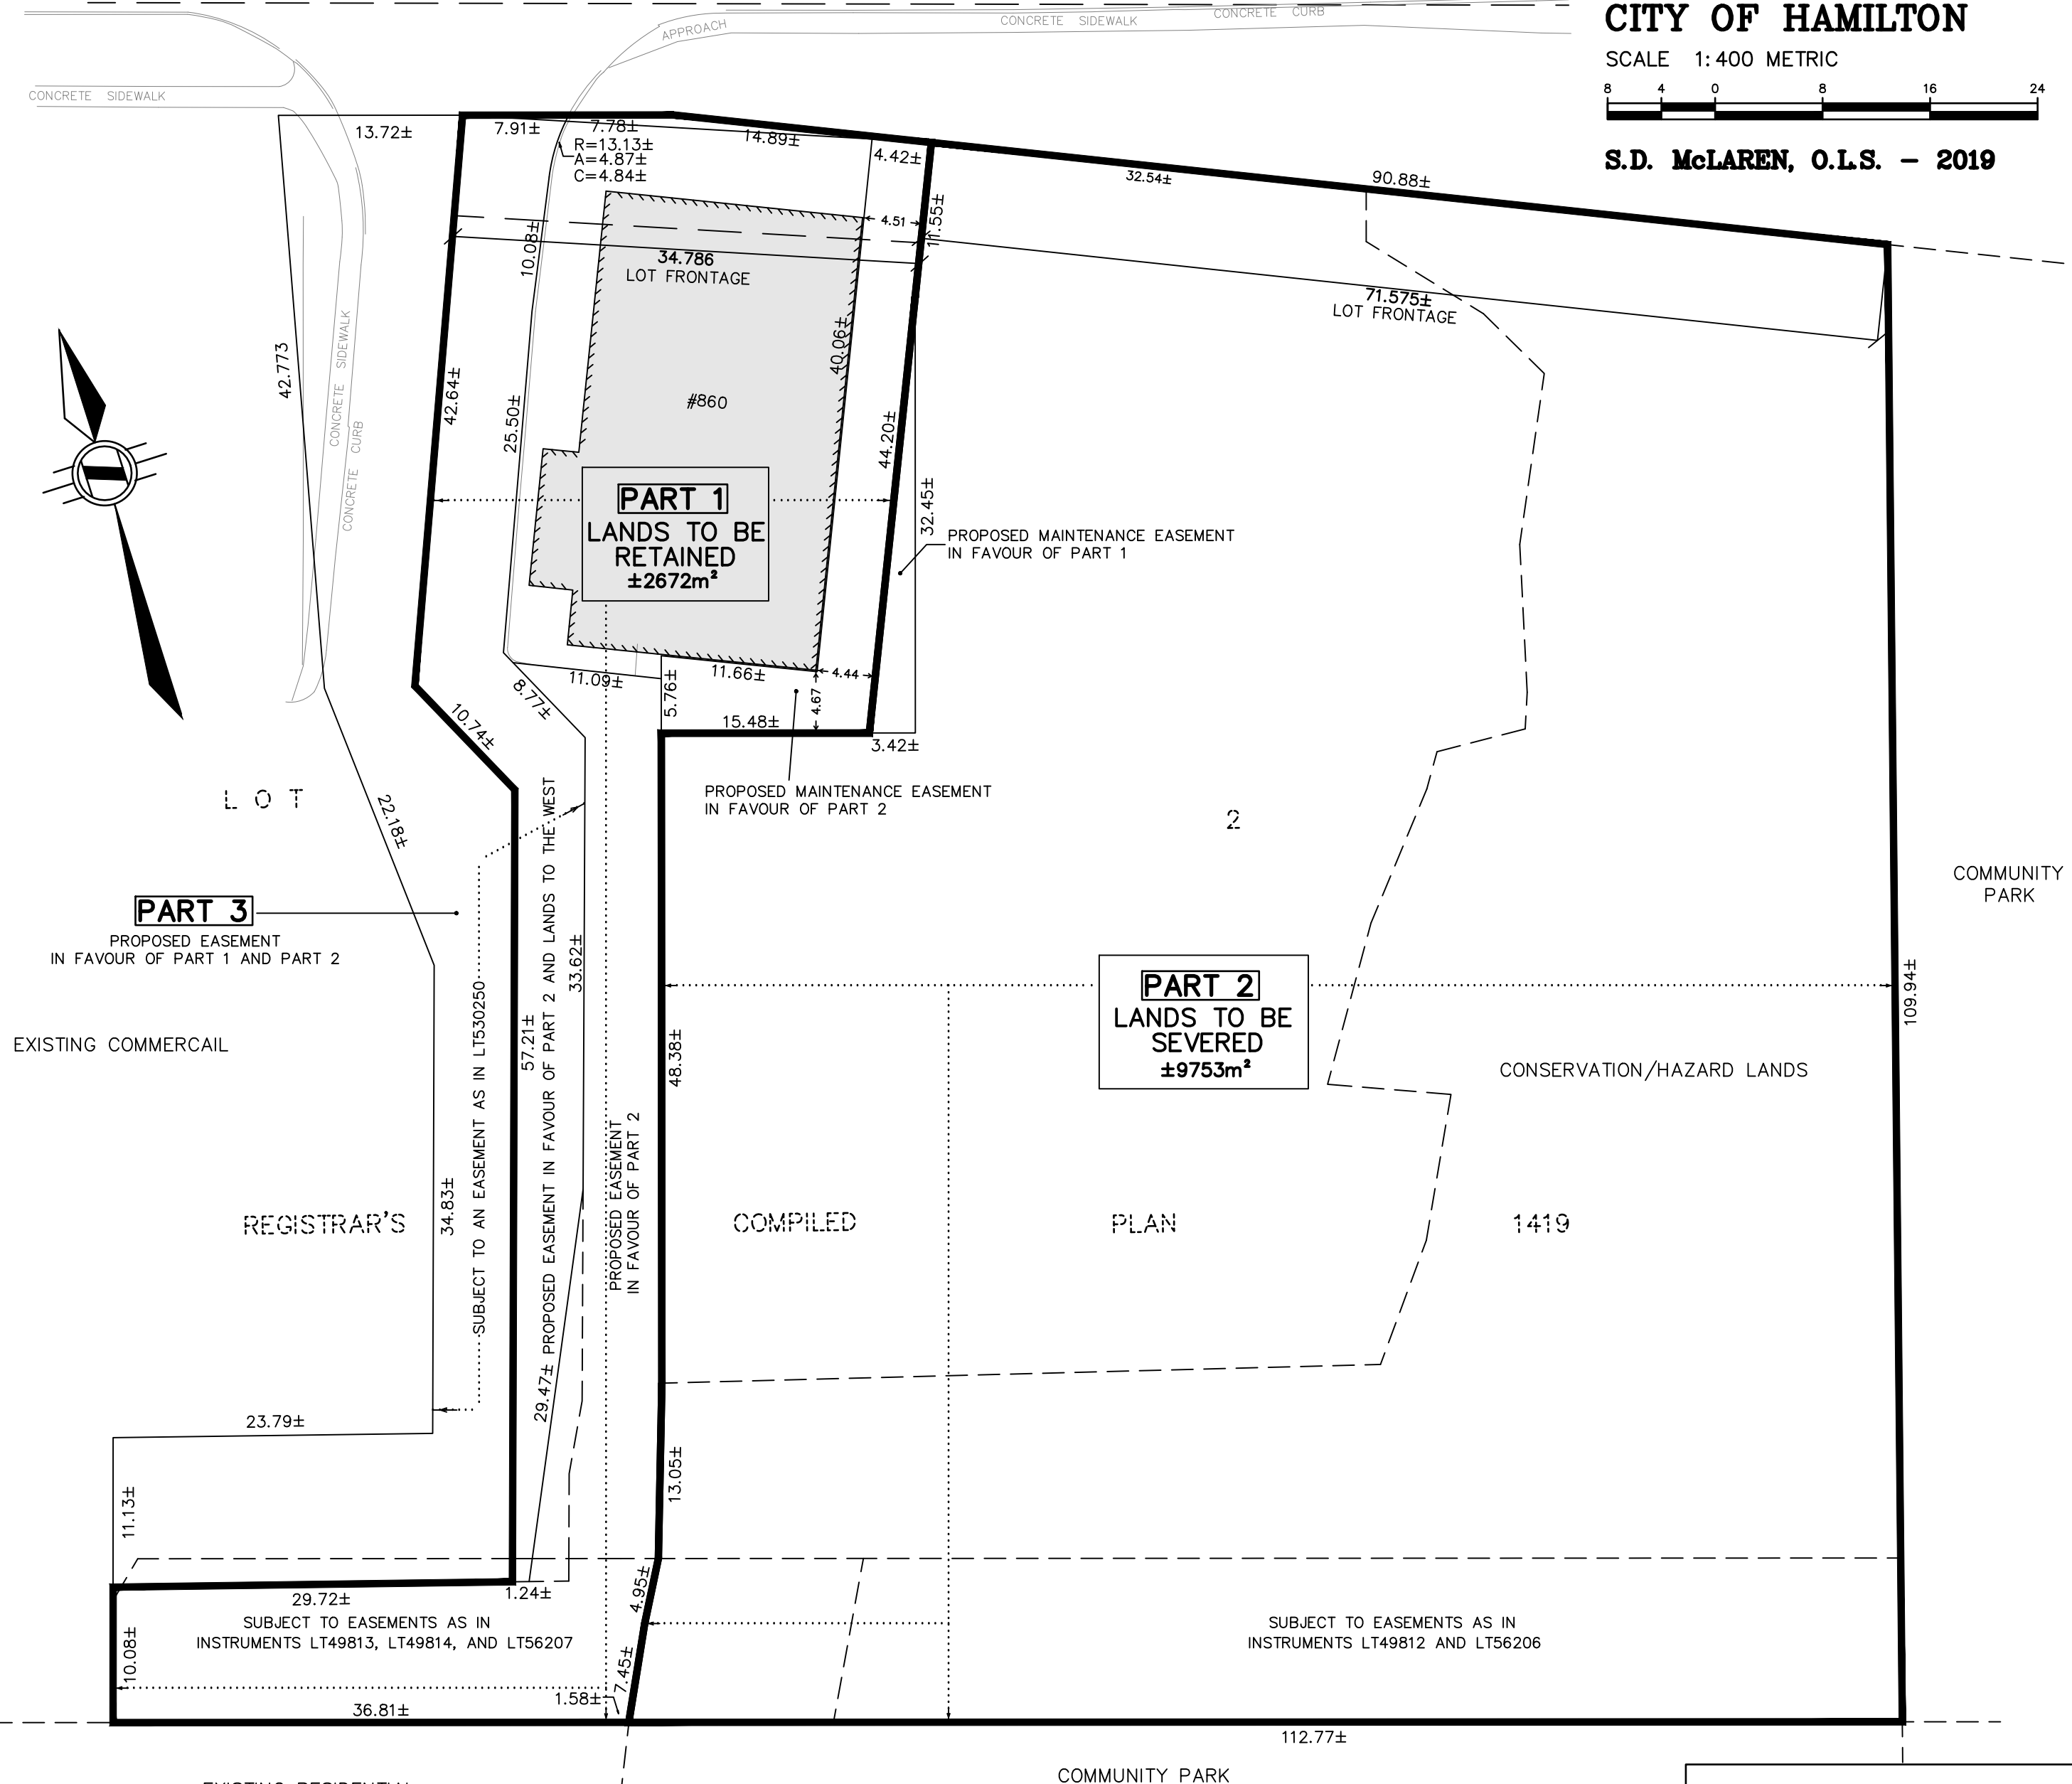 CITY OF HAMILTON
SCALE 1:400 METRIC
8 4 0 8 16 24
S.D. McLAREN, O.L.S. – 2019
APPROACH
CONCRETE SIDEWALK
CONCRETE CURB
CONCRETE SIDEWALK
13.72±
7.91±
7.78±
14.89±
R=13.13±
A=4.87±
C=4.84±
4.42±
32.54±
90.88±
4.51
11.55±
10.08±
34.786
LOT FRONTAGE
71.575±
LOT FRONTAGE
42.773
CONCRETE SIDEWALK
CONCRETE CURB
42.64±
25.50±
40.06±
#860
44.20±
32.45±
PART 1
LANDS TO BE
RETAINED
±2672m²
PROPOSED MAINTENANCE EASEMENT
IN FAVOUR OF PART 1
11.09±
11.66±
4.44
8.77±
5.76±
4.67
10.74±
15.48±
3.42±
PROPOSED MAINTENANCE EASEMENT
IN FAVOUR OF PART 2
LOT
22.18±
2
COMMUNITY
PARK
PART 3
PROPOSED EASEMENT
IN FAVOUR OF PART 1 AND PART 2
SUBJECT TO AN EASEMENT AS IN LT530250
57.21±
PROPOSED EASEMENT IN FAVOUR OF PART 2 AND LANDS TO THE WEST
33.62±
48.38±
PART 2
LANDS TO BE
SEVERED
±9753m²
109.94±
EXISTING COMMERCAIL
CONSERVATION/HAZARD LANDS
PROPOSED EASEMENT
IN FAVOUR OF PART 2
34.83±
REGISTRAR'S
COMPILED
PLAN
1419
29.47±
23.79±
11.13±
13.05±
29.72±
1.24±
4.95±
SUBJECT TO EASEMENTS AS IN
INSTRUMENTS LT49813, LT49814, AND LT56207
SUBJECT TO EASEMENTS AS IN
INSTRUMENTS LT49812 AND LT56206
10.08±
7.45±
1.58±
36.81±
112.77±
COMMUNITY PARK